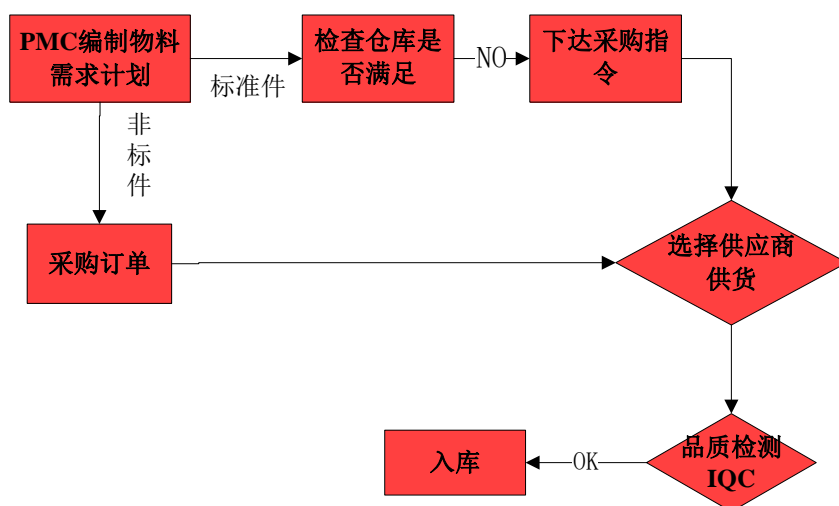 PMC编制物料
需求计划
标准件
检查仓库是
否满足
NO
下达采购指
令
非
标
件
采购订单
选择供应商
供货
入库
OK
品质检测
IQC